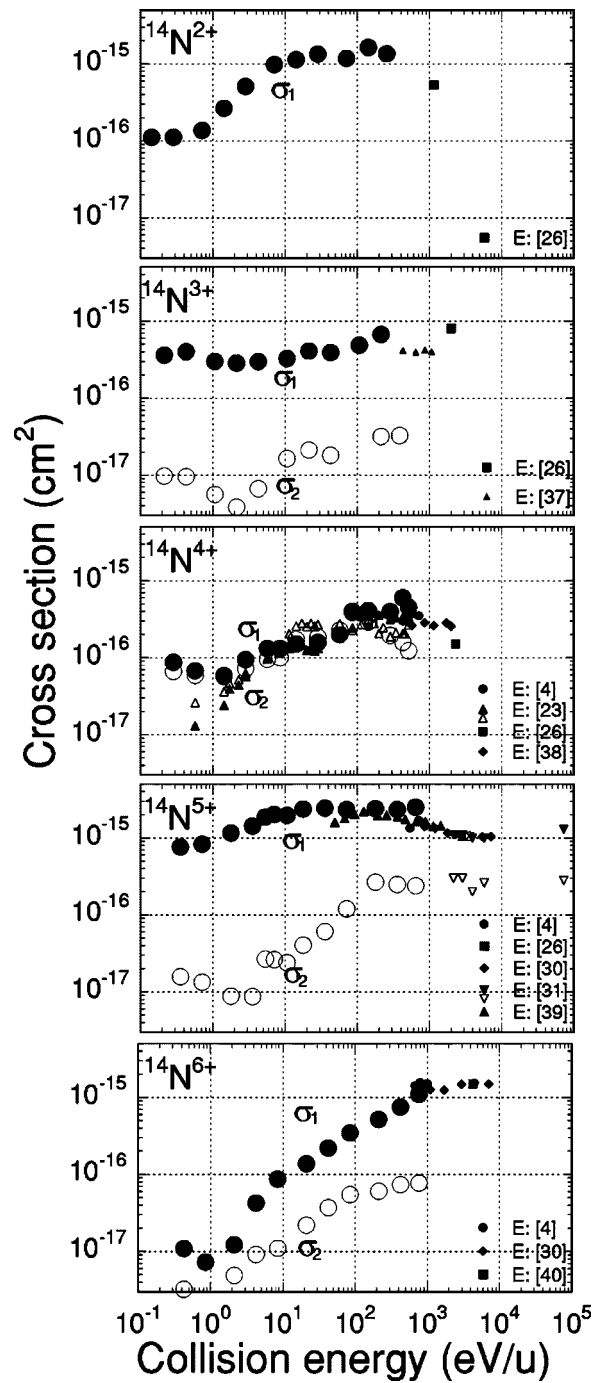 ¹⁴N²⁺
10⁻¹⁵
σ₁
10⁻¹⁶
10⁻¹⁷
E: [26]
¹⁴N³⁺
10⁻¹⁵
10⁻¹⁶
σ₁
10⁻¹⁷
σ₂
E: [26]
E: [37]
Cross section (cm²)
¹⁴N⁴⁺
10⁻¹⁵
σ₁
10⁻¹⁶
σ₂
10⁻¹⁷
E: [4]
E: [23]
E: [26]
E: [38]
¹⁴N⁵⁺
10⁻¹⁵
σ₁
10⁻¹⁶
10⁻¹⁷
σ₂
E: [4]
E: [26]
E: [30]
E: [31]
E: [39]
¹⁴N⁶⁺
10⁻¹⁵
σ₁
10⁻¹⁶
10⁻¹⁷
σ₂
E: [4]
E: [30]
E: [40]
10⁻¹ 10⁰ 10¹ 10² 10³ 10⁴ 10⁵
Collision energy (eV/u)